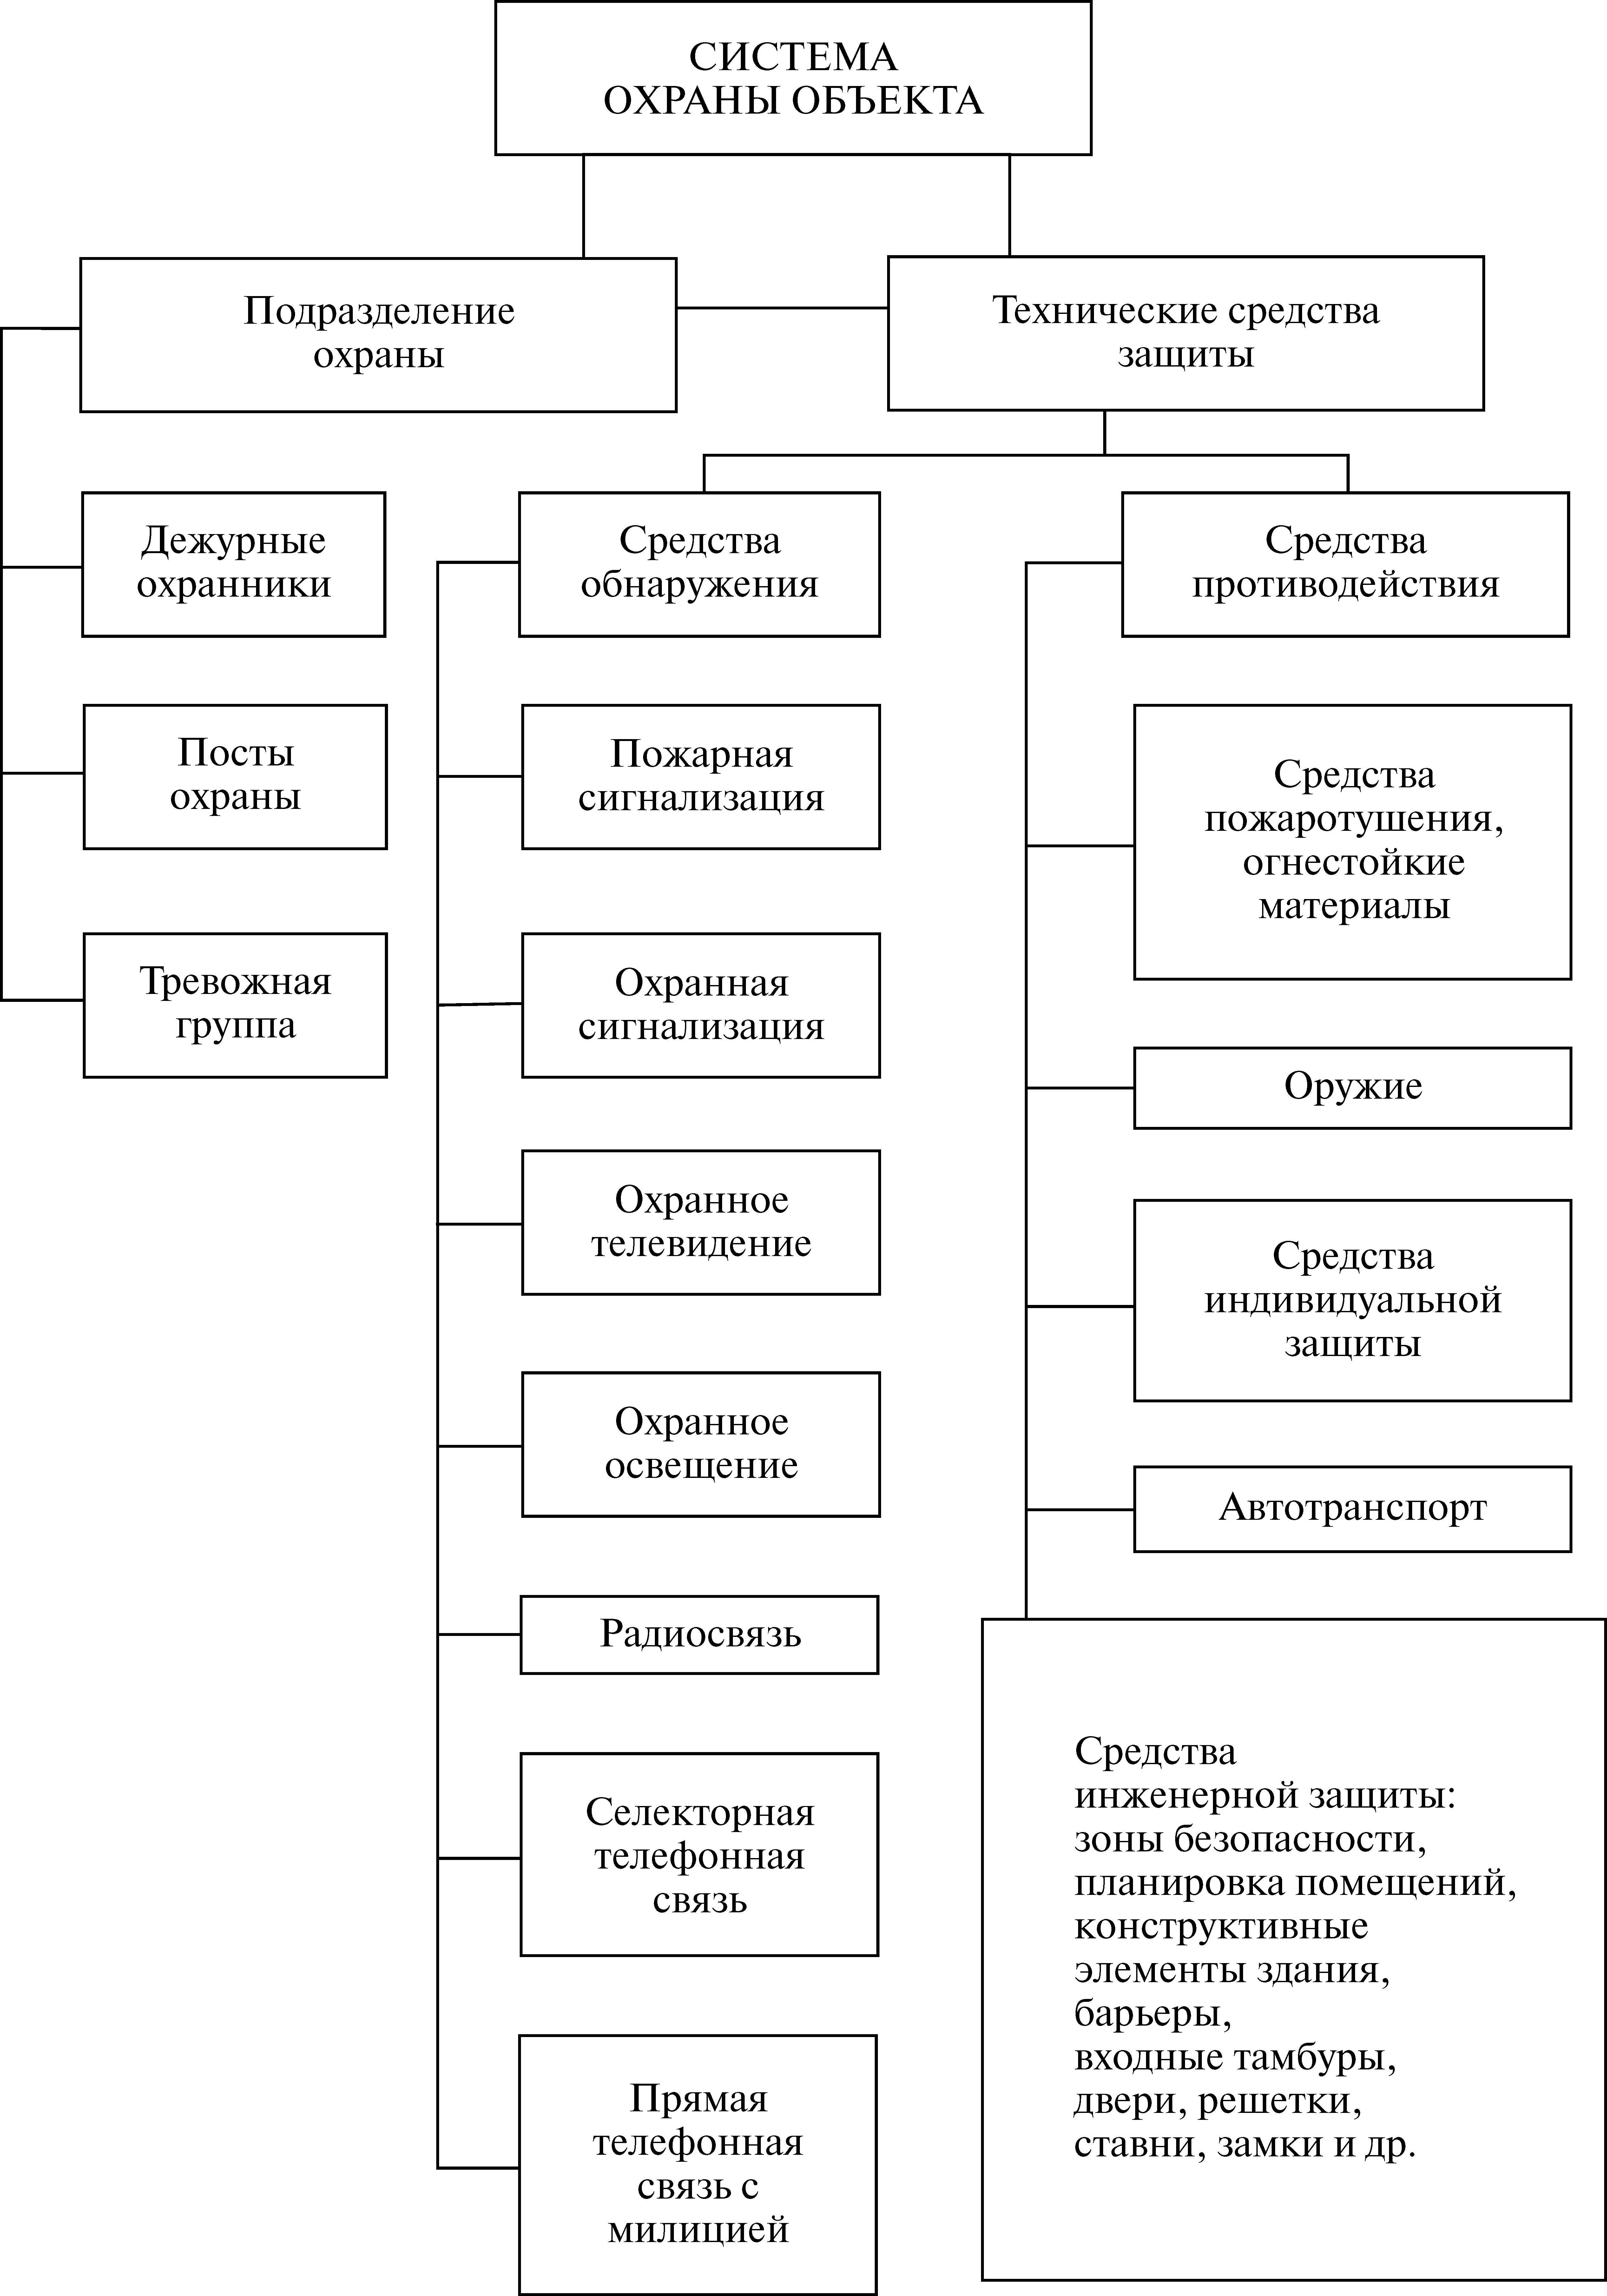 СИСТЕМА
ОХРАНЫ ОБЪЕКТА
Подразделение
охраны
Технические средства
защиты
Дежурные
охранники
Посты
охраны
Тревожная
группа
Средства
обнаружения
Пожарная
сигнализация
Охранная
сигнализация
Охранное
телевидение
Охранное
освещение
Радиосвязь
Селекторная
телефонная
связь
Прямая
телефонная
связь с
милицией
Средства
противодействия
Средства
пожаротушения,
огнестойкие
материалы
Оружие
Средства
индивидуальной
защиты
Автотранспорт
Средства
инженерной защиты:
зоны безопасности,
планировка помещений,
конструктивные
элементы здания,
барьеры,
входные тамбуры,
двери, решетки,
ставни, замки и др.